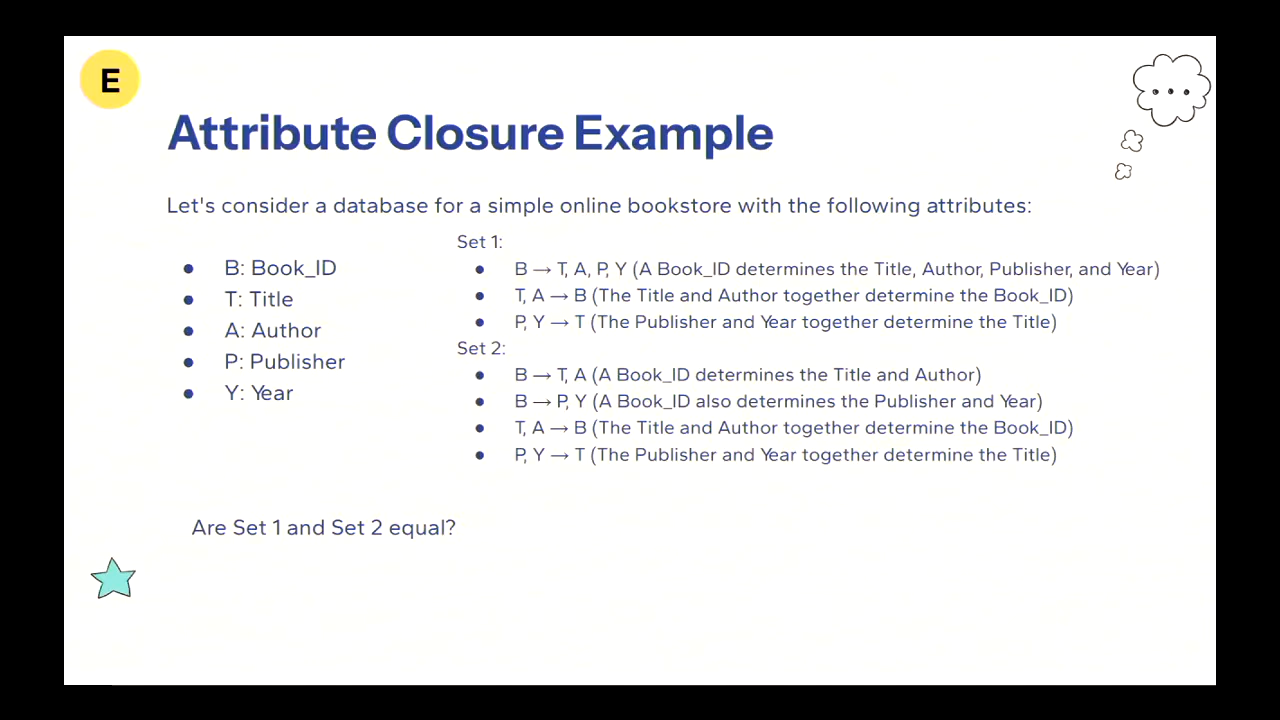 E
Attribute Closure Example
Let's consider a database for a simple online bookstore with the following attributes:
● B: Book_ID
● T: Title
● A: Author
● P: Publisher
● Y: Year
Set 1:
● B → T, A, P, Y (A Book_ID determines the Title, Author, Publisher, and Year)
● T, A → B (The Title and Author together determine the Book_ID)
● P, Y → T (The Publisher and Year together determine the Title)
Set 2:
● B → T, A (A Book_ID determines the Title and Author)
● B → P, Y (A Book_ID also determines the Publisher and Year)
● T, A → B (The Title and Author together determine the Book_ID)
● P, Y → T (The Publisher and Year together determine the Title)
Are Set 1 and Set 2 equal?